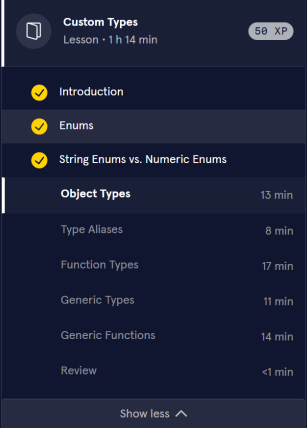 Custom Types
Lesson • 1 h 14 min
50 XP
Introduction
Enums
String Enums vs. Numeric Enums
Object Types 13 min
Type Aliases 8 min
Function Types 17 min
Generic Types 11 min
Generic Functions 14 min
Review <1 min
Show less